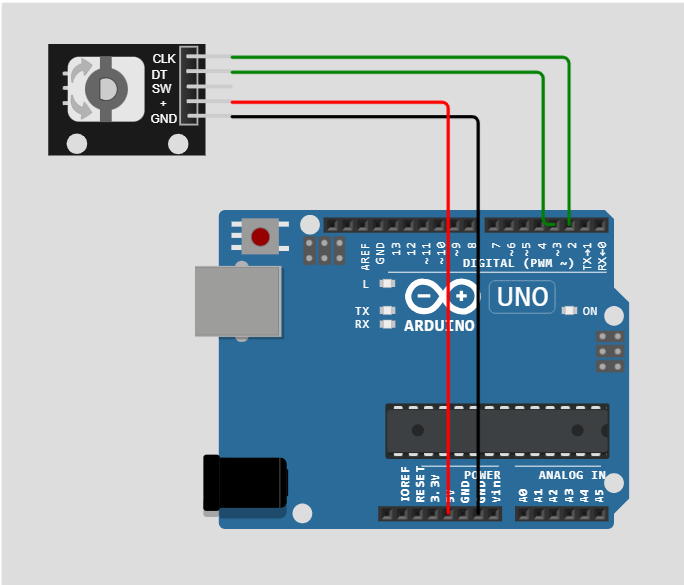 CLK
DT
SW
+
GND
AREF
GND
13
12
~11
~10
~9
8
7
~6
~5
4
~3
2
TX→1
RX←0
DIGITAL (PWM ~)
L
TX
RX
ARDUINO
UNO
ON
POWER
ANALOG IN
IOREF
RESET
3.3V
5V
GND
GND
Vin
A0
A1
A2
A3
A4
A5